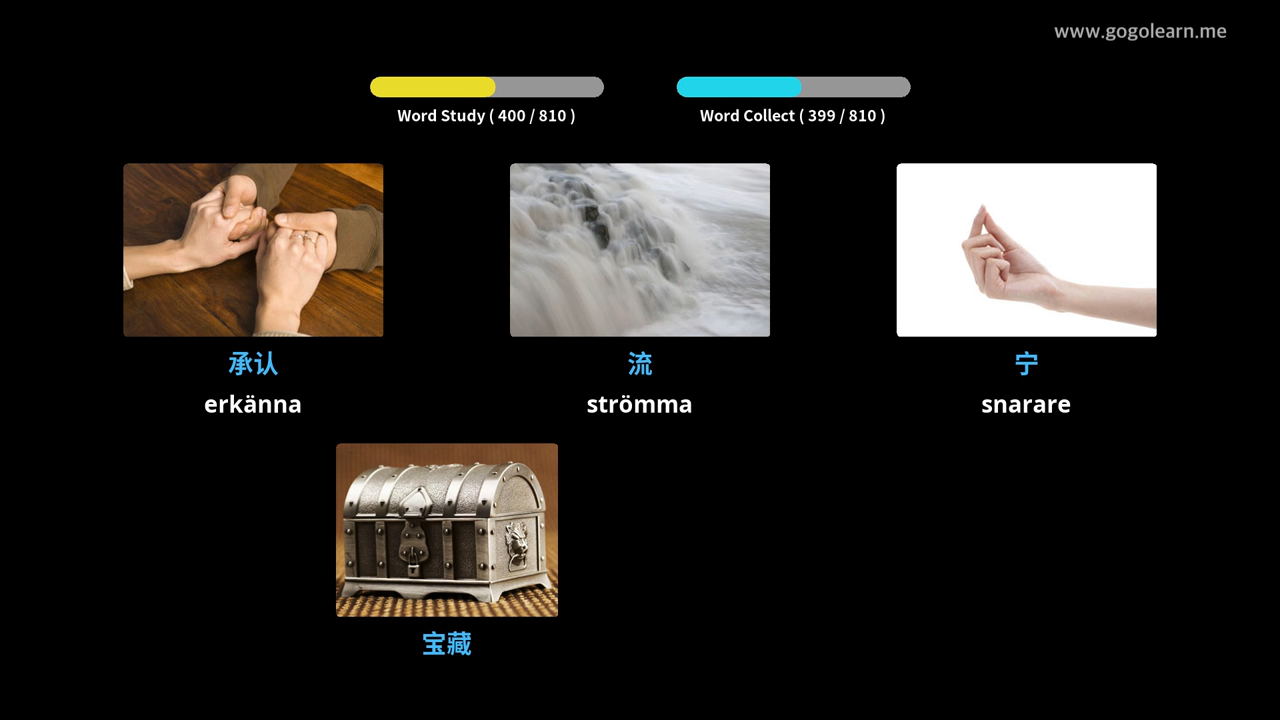 www.gogolearn.me
Word Study ( 400 / 810 )
Word Collect ( 399 / 810 )
承认
erkänna
流
strömma
宁
snarare
宝藏